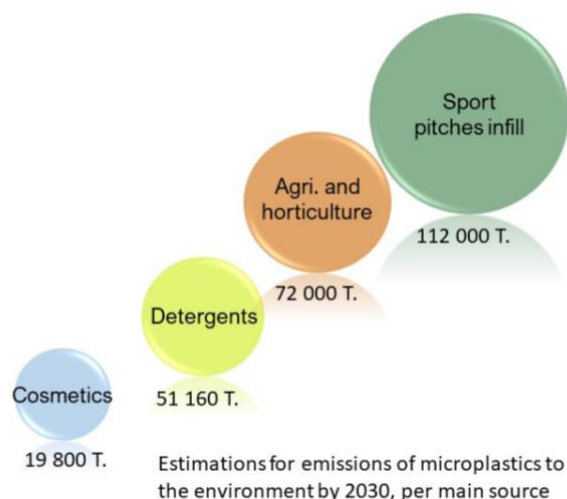 Sport
pitches infill
112 000 T.
Agri. and
horticulture
72 000 T.
Detergents
51 160 T.
Cosmetics
19 800 T.
Estimations for emissions of microplastics to
the environment by 2030, per main source